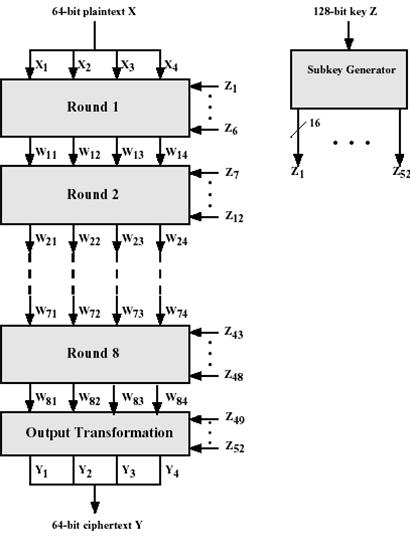 64-bit plaintext X
128-bit key Z
X1 X2 X3 X4
Subkey Generator
Round 1
Z1
Z6
16
Z1
Z52
W11 W12 W13 W14
Round 2
Z7
Z12
W21 W22 W23 W24
W71 W72 W73 W74
Round 8
Z43
Z48
W81 W82 W83 W84
Output Transformation
Z49
Z52
Y1 Y2 Y3 Y4
64-bit ciphertext Y